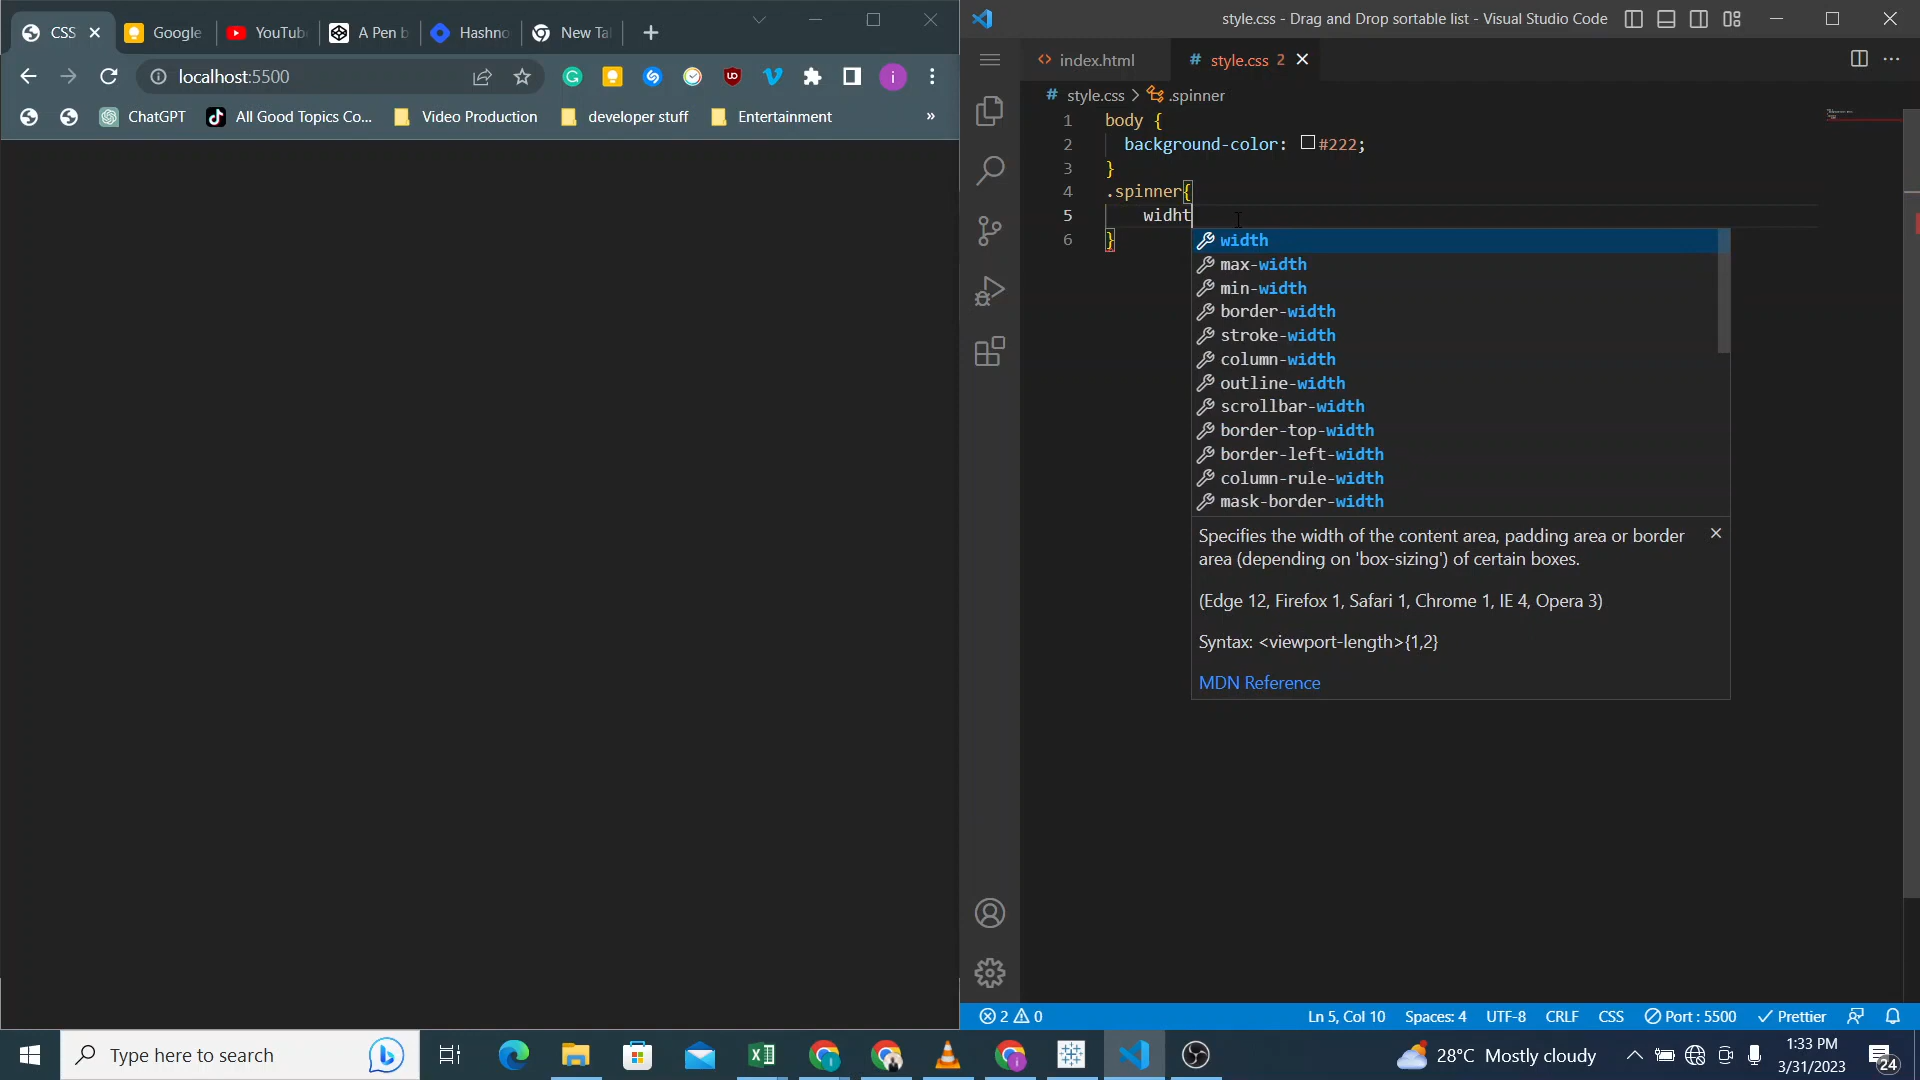 CSS
Google
YouTub
A Pen b
Hashno
New Ta
localhost:5500
ChatGPT
All Good Topics Co...
Video Production
developer stuff
Entertainment
»
style.css - Drag and Drop sortable list - Visual Studio Code
<> index.html
# style.css 2
# style.css > .spinner
1 body {
2 background-color: #222;
3 }
4 .spinner{
5 widht
6 }
width
max-width
min-width
border-width
stroke-width
column-width
outline-width
scrollbar-width
border-top-width
border-left-width
column-rule-width
mask-border-width
Specifies the width of the content area, padding area or border
area (depending on 'box-sizing') of certain boxes.
(Edge 12, Firefox 1, Safari 1, Chrome 1, IE 4, Opera 3)
Syntax: <viewport-length>{1,2}
MDN Reference
2 0 Ln 5, Col 10 Spaces: 4 UTF-8 CRLF CSS Port : 5500 Prettier
Type here to search
28°C Mostly cloudy
1:33 PM
3/31/2023
24